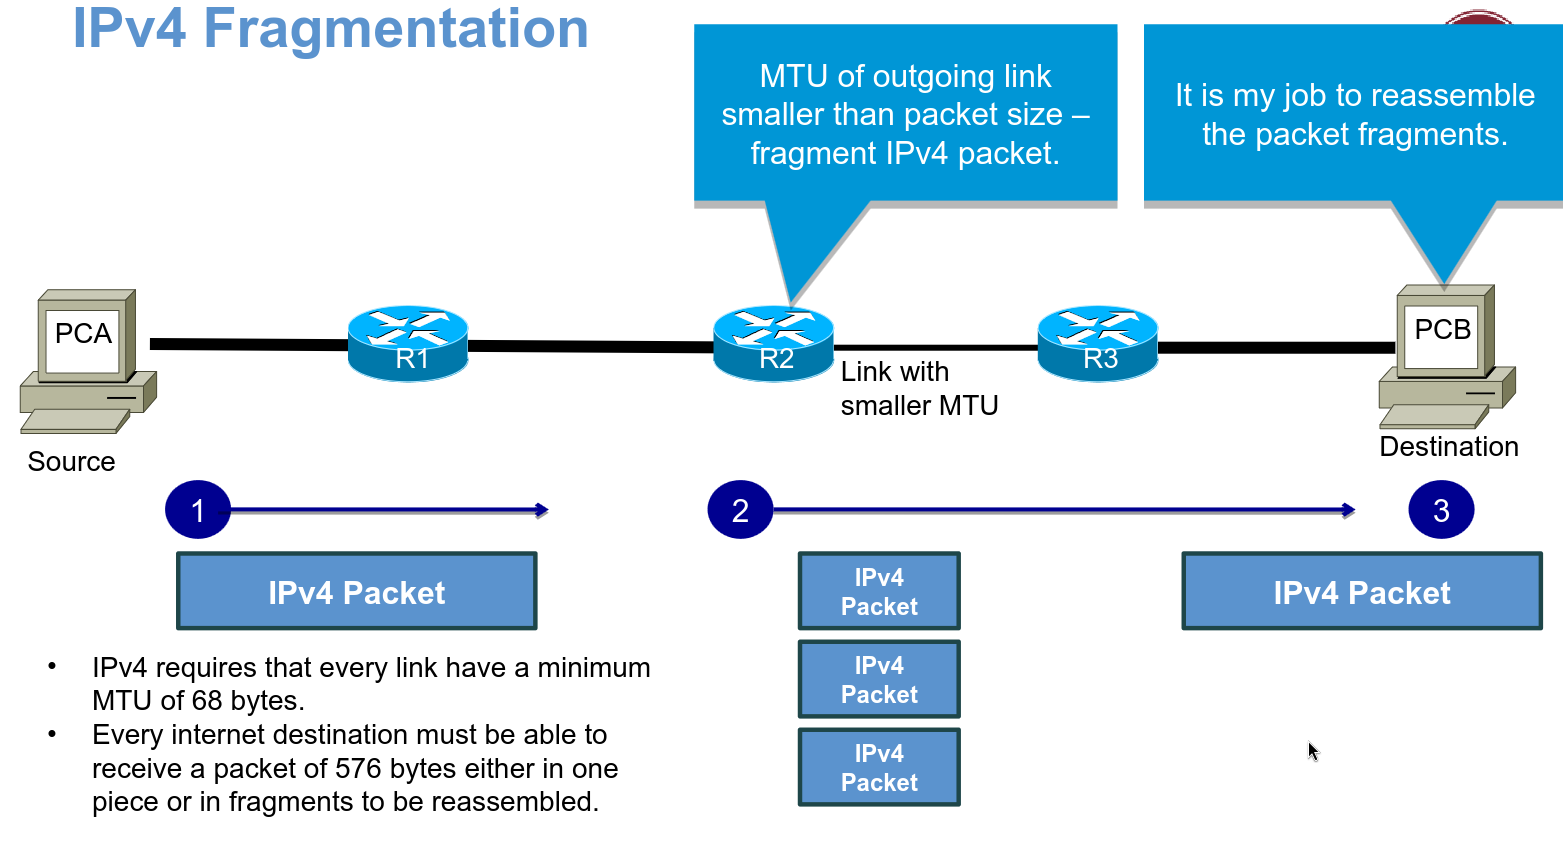 IPv4 Fragmentation
MTU of outgoing link
smaller than packet size –
fragment IPv4 packet.
It is my job to reassemble
the packet fragments.
PCA
R1
R2
R3
PCB
Link with
smaller MTU
Source
Destination
1
2
3
IPv4 Packet
IPv4
Packet
IPv4
Packet
IPv4
Packet
IPv4 Packet
• IPv4 requires that every link have a minimum
MTU of 68 bytes.
• Every internet destination must be able to
receive a packet of 576 bytes either in one
piece or in fragments to be reassembled.